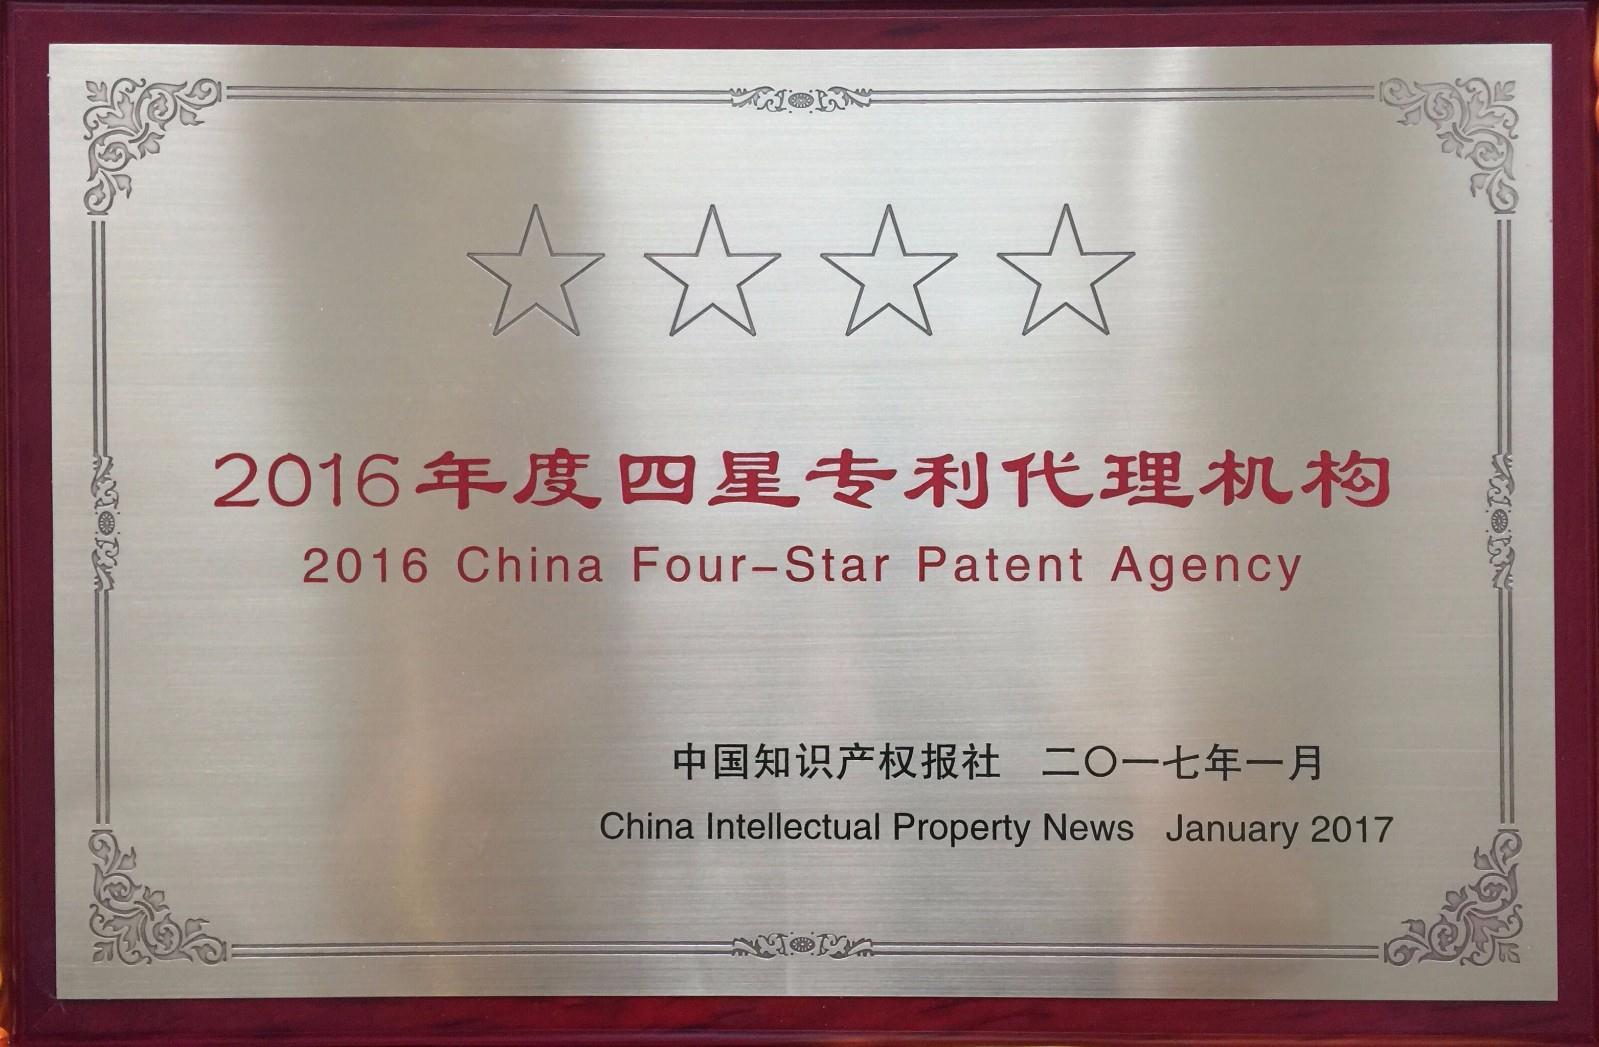 2016年度四星专利代理机构
2016 China Four-Star Patent Agency
中国知识产权报社 二〇一七年一月
China Intellectual Property News January 2017